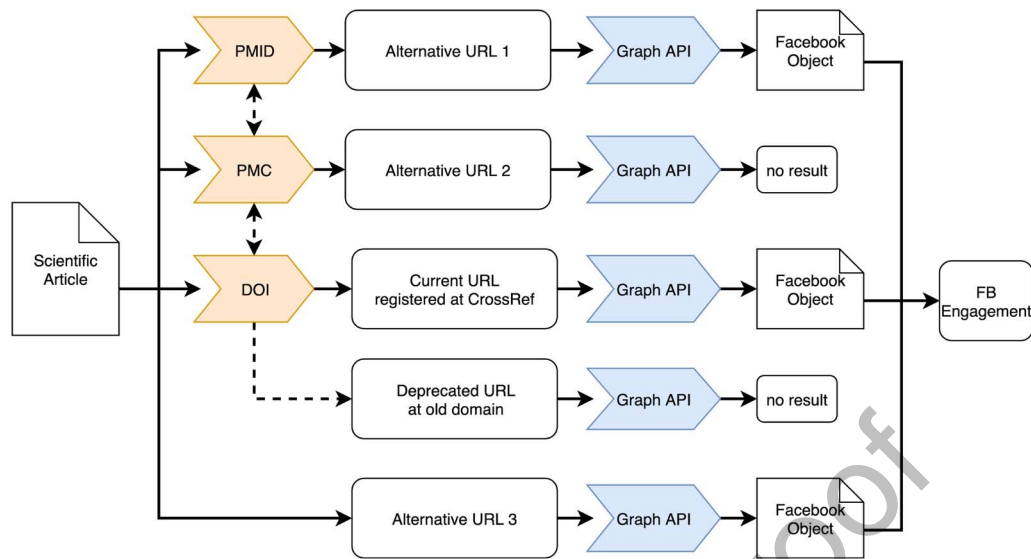 PMID
Alternative URL 1
Graph API
Facebook
Object
PMC
Alternative URL 2
Graph API
no result
Scientific
Article
DOI
Current URL
registered at CrossRef
Graph API
Facebook
Object
FB
Engagement
Deprecated URL
at old domain
Graph API
no result
Alternative URL 3
Graph API
Facebook
Object